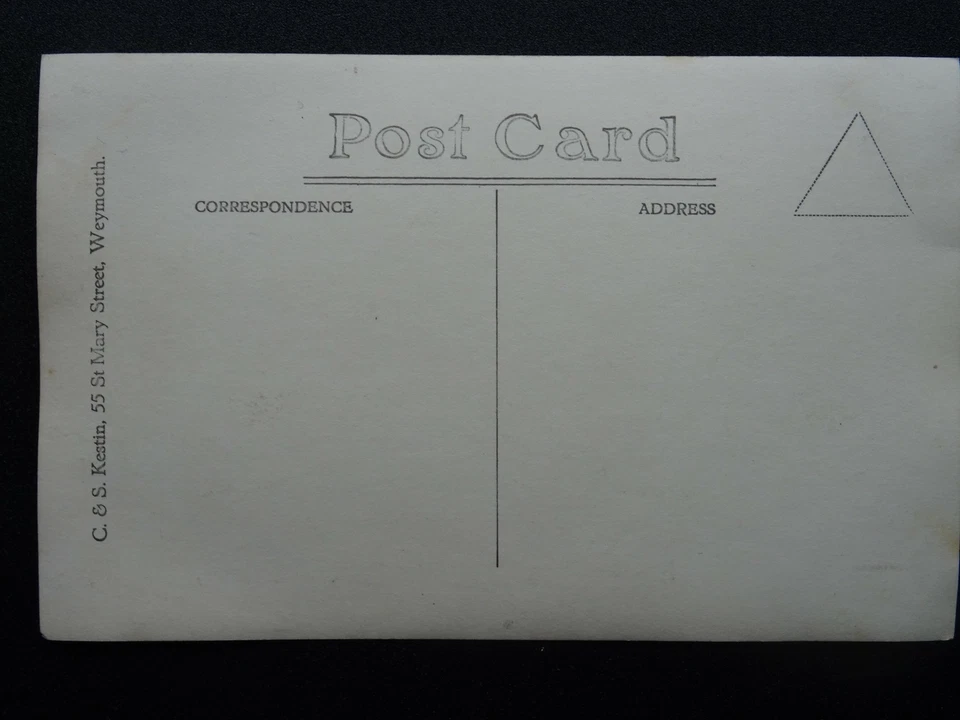 Post Card
CORRESPONDENCE
ADDRESS
C. & S. Kestin, 55 St Mary Street, Weymouth.